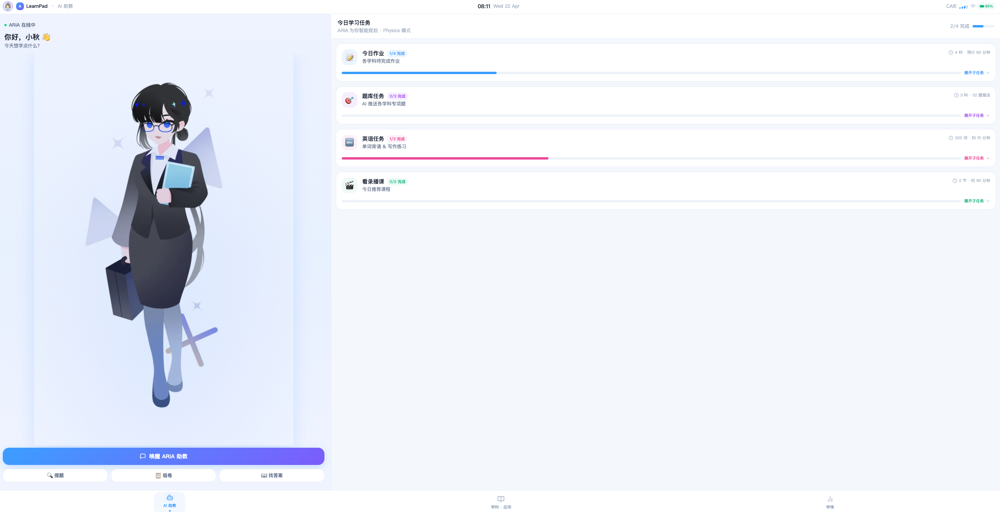 A LearnPad · AI 助教
08:11 Wed 22 Apr
CAIE 85%
ARIA 在线中
你好，小秋 👋
今天想学点什么？
唤醒 ARIA 助教
搜题
组卷
找答案
今日学习任务
ARIA 为你智能规划 · Physics 模式
2/4 完成
今日作业 1/4 完成
4 科 · 预计 60 分钟
各学科待完成作业
展开子任务
题库任务 0/3 完成
3 科 · 32 题推送
AI 推送各学科专项题
展开子任务
abc
英语任务 1/3 完成
320 词 · 约 15 分钟
单词背诵 & 写作练习
展开子任务
看录播课 0/2 完成
2 节 · 约 90 分钟
今日推荐课程
展开子任务
AI 助教
学科 · 应用
学情